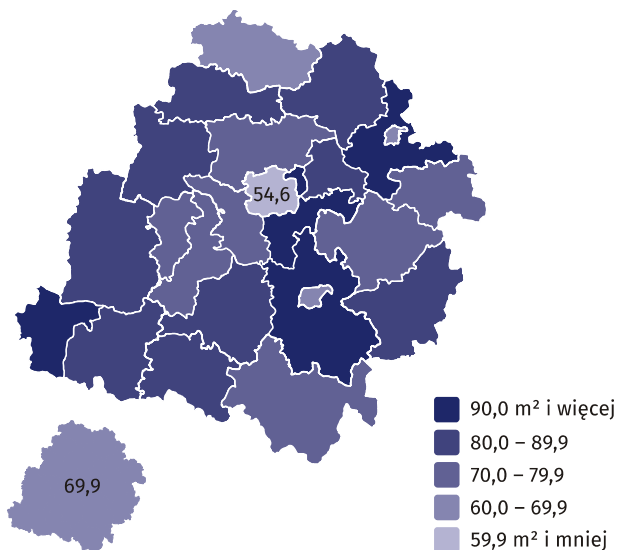 54,6
69,9
90,0 m² i więcej
80,0 – 89,9
70,0 – 79,9
60,0 – 69,9
59,9 m² i mniej